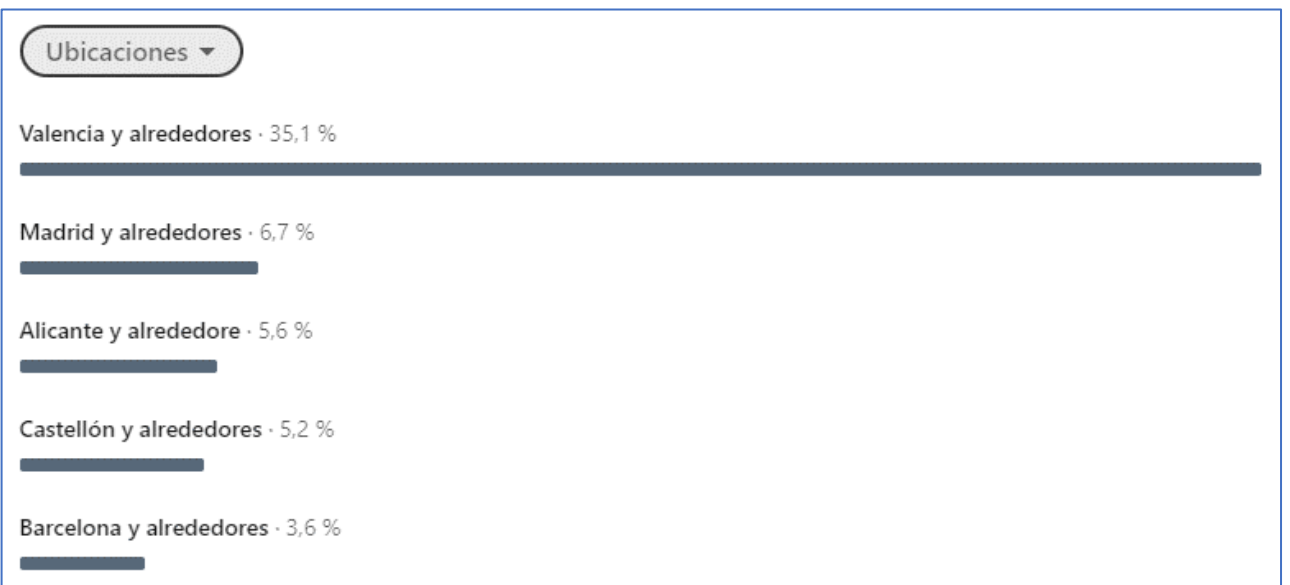 Ubicaciones
Valencia y alrededores · 35,1 %
Madrid y alrededores · 6,7 %
Alicante y alrededore · 5,6 %
Castellón y alrededores · 5,2 %
Barcelona y alrededores · 3,6 %